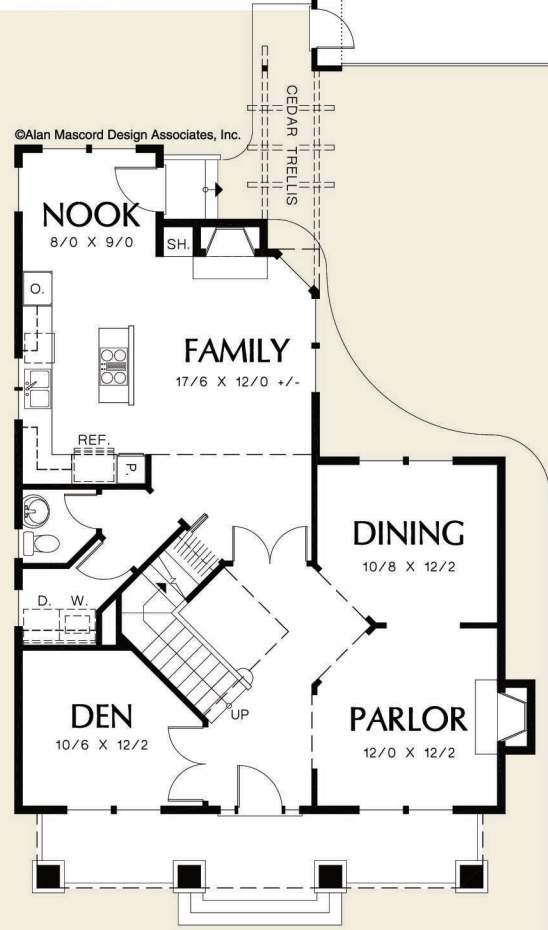 CEDAR TRELLIS
©Alan Mascord Design Associates, Inc.
NOOK
8/0 X 9/0
SH.
O.
FAMILY
17/6 X 12/0 +/-
REF.
P.
DINING
10/8 X 12/2
D. W.
UP
DEN
10/6 X 12/2
PARLOR
12/0 X 12/2